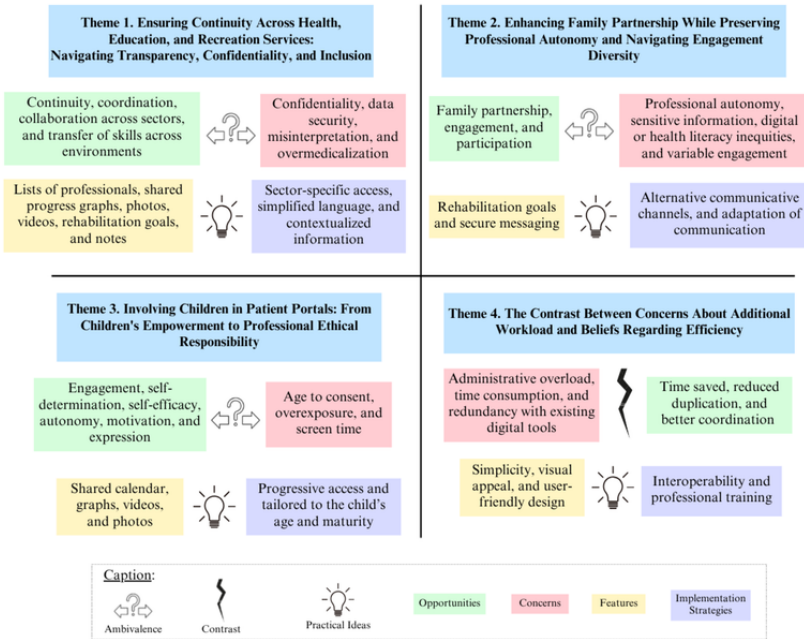 Theme 1. Ensuring Continuity Across Health,
Education, and Recreation Services:
Navigating Transparency, Confidentiality, and Inclusion
Continuity, coordination,
collaboration across sectors,
and transfer of skills across
environments
Confidentiality, data
security,
misinterpretation, and
overmedicalization
Lists of professionals, shared
progress graphs, photos,
videos, rehabilitation goals,
and notes
Sector-specific access,
simplified language, and
contextualized
information
Theme 2. Enhancing Family Partnership While Preserving
Professional Autonomy and Navigating Engagement
Diversity
Family partnership,
engagement, and
participation
Professional autonomy,
sensitive information, digital
or health literacy inequities,
and variable engagement
Rehabilitation goals
and secure messaging
Alternative communicative
channels, and adaptation of
communication
Theme 3. Involving Children in Patient Portals: From
Children's Empowerment to Professional Ethical
Responsibility
Engagement, self-
determination, self-efficacy,
autonomy, motivation, and
expression
Age to consent,
overexposure, and
screen time
Shared calendar,
graphs, videos,
and photos
Progressive access and
tailored to the child's
age and maturity
Theme 4. The Contrast Between Concerns About Additional
Workload and Beliefs Regarding Efficiency
Administrative overload,
time consumption, and
redundancy with existing
digital tools
Time saved, reduced
duplication, and
better coordination
Simplicity, visual
appeal, and user-
friendly design
Interoperability and
professional training
Caption:
Ambivalence
Contrast
Practical Ideas
Opportunities
Concerns
Features
Implementation
Strategies